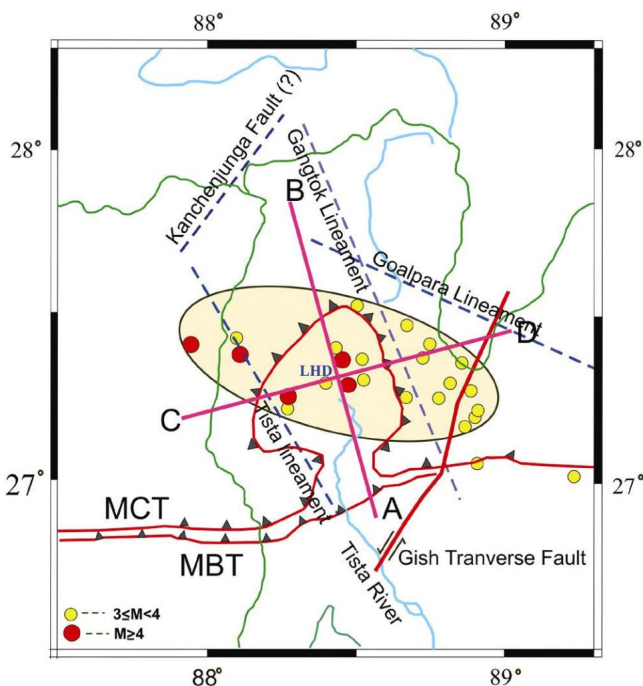 88° 89°
28° 28°
Kanchenjunga Fault (?)
Gangtok Lineament
B
Goalpara Lineament
D
LHD
C
Tista lineament
27° 27°
MCT
A
MBT
Gish Tranverse Fault
Tista River
3≤M<4
M≥4
88° 89°